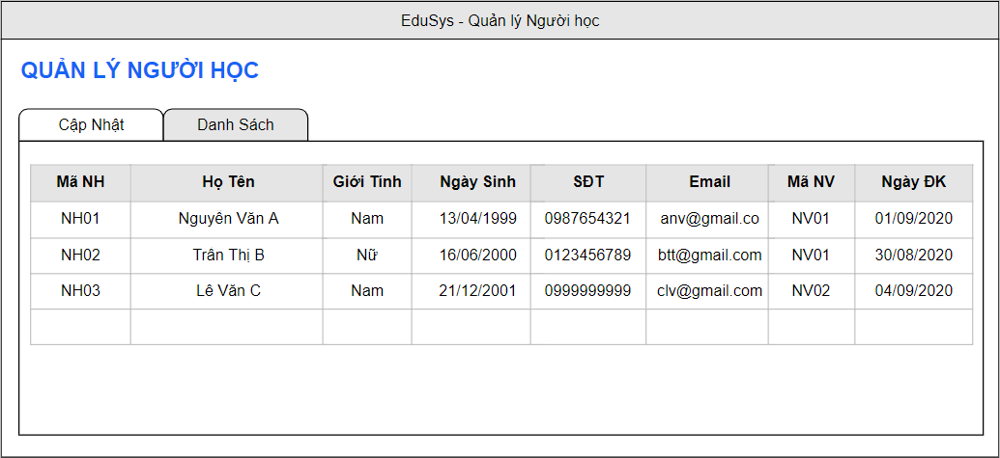 EduSys - Quản lý Người học
QUẢN LÝ NGƯỜI HỌC
Cập Nhật Danh Sách
Mã NH Họ Tên Giới Tính Ngày Sinh SĐT Email Mã NV Ngày ĐK
NH01 Nguyên Văn A Nam 13/04/1999 0987654321 anv@gmail.co NV01 01/09/2020
NH02 Trân Thị B Nữ 16/06/2000 0123456789 btt@gmail.com NV01 30/08/2020
NH03 Lê Văn C Nam 21/12/2001 0999999999 clv@gmail.com NV02 04/09/2020